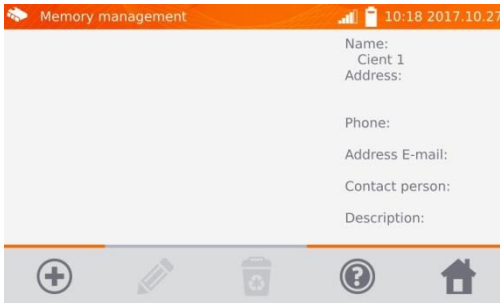 Memory management 10:18 2017.10.27
Name:
Cient 1
Address:
Phone:
Address E-mail:
Contact person:
Description: